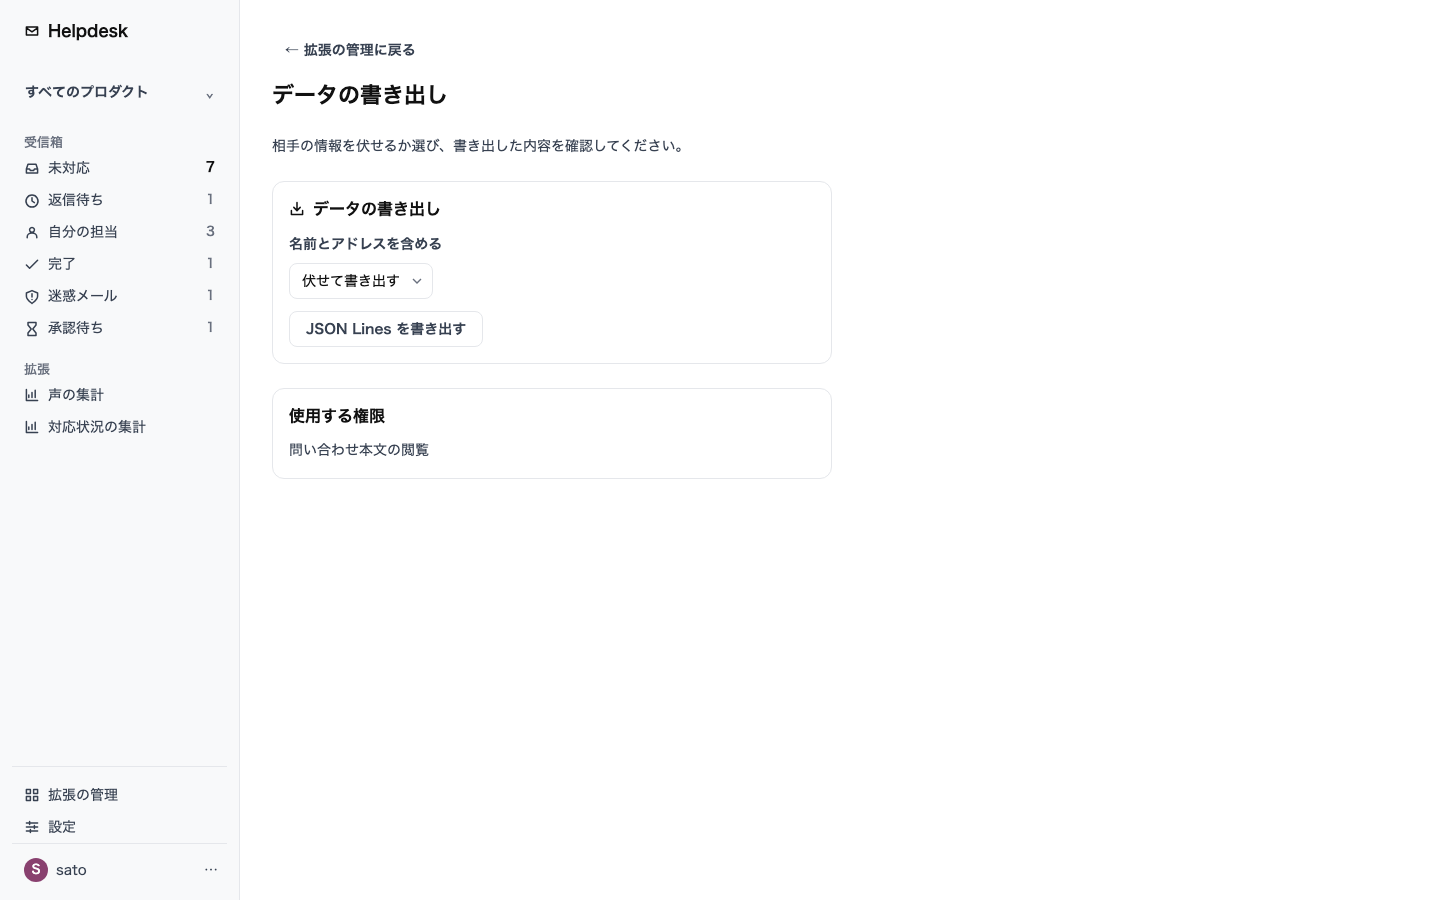 Helpdesk
すべてのプロダクト
受信箱
未対応 7
返信待ち 1
自分の担当 3
完了 1
迷惑メール 1
承認待ち 1
拡張
声の集計
対応状況の集計
拡張の管理
設定
S sato ...
← 拡張の管理に戻る
データの書き出し
相手の情報を伏せるか選び、書き出した内容を確認してください。
データの書き出し
名前とアドレスを含める
伏せて書き出す
JSON Lines を書き出す
使用する権限
問い合わせ本文の閲覧